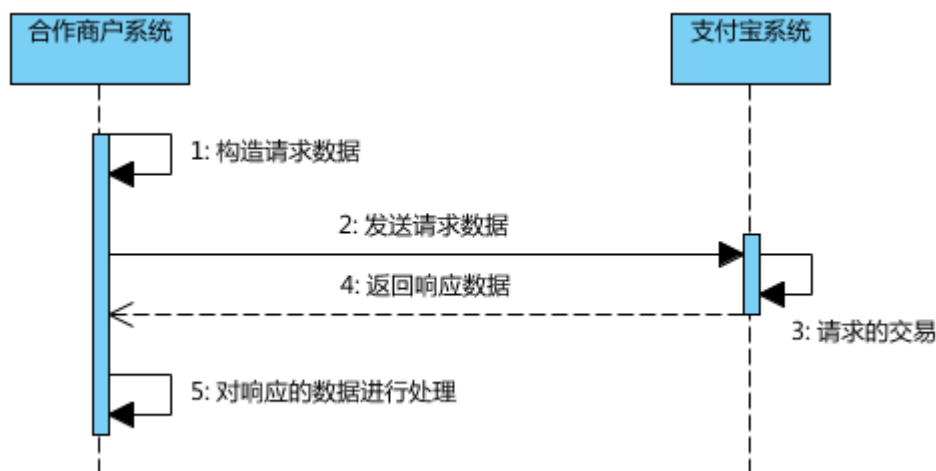 合作商户系统
支付宝系统
1: 构造请求数据
2: 发送请求数据
4: 返回响应数据
3: 请求的交易
5: 对响应的数据进行处理